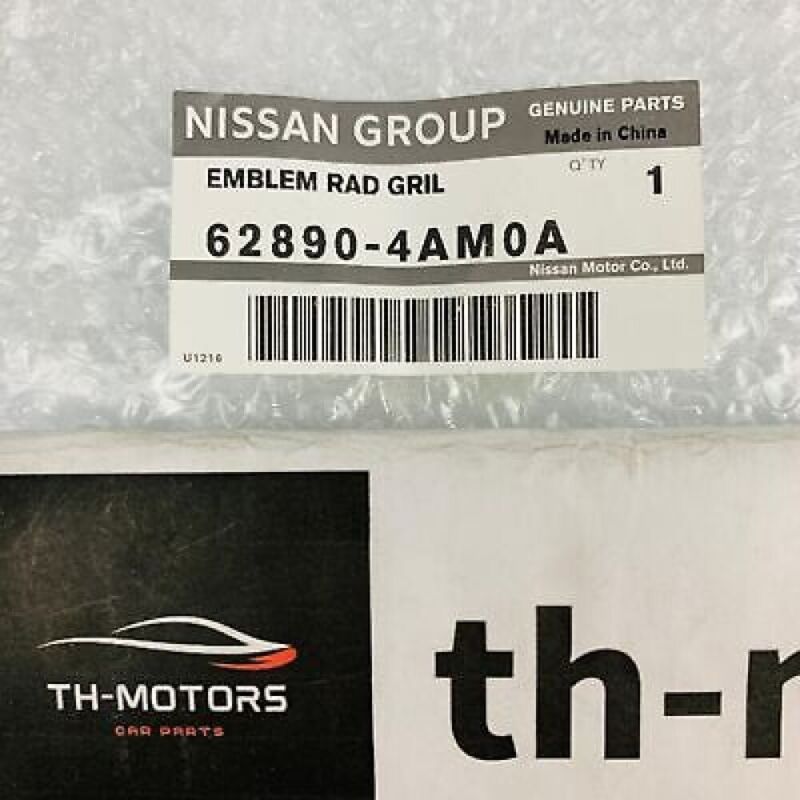 NISSAN GROUP
GENUINE PARTS
Made in China
EMBLEM RAD GRIL
Q'TY
1
62890-4AM0A
Nissan Motor Co., Ltd.
U1216
TH-MOTORS
CAR PARTS
th-